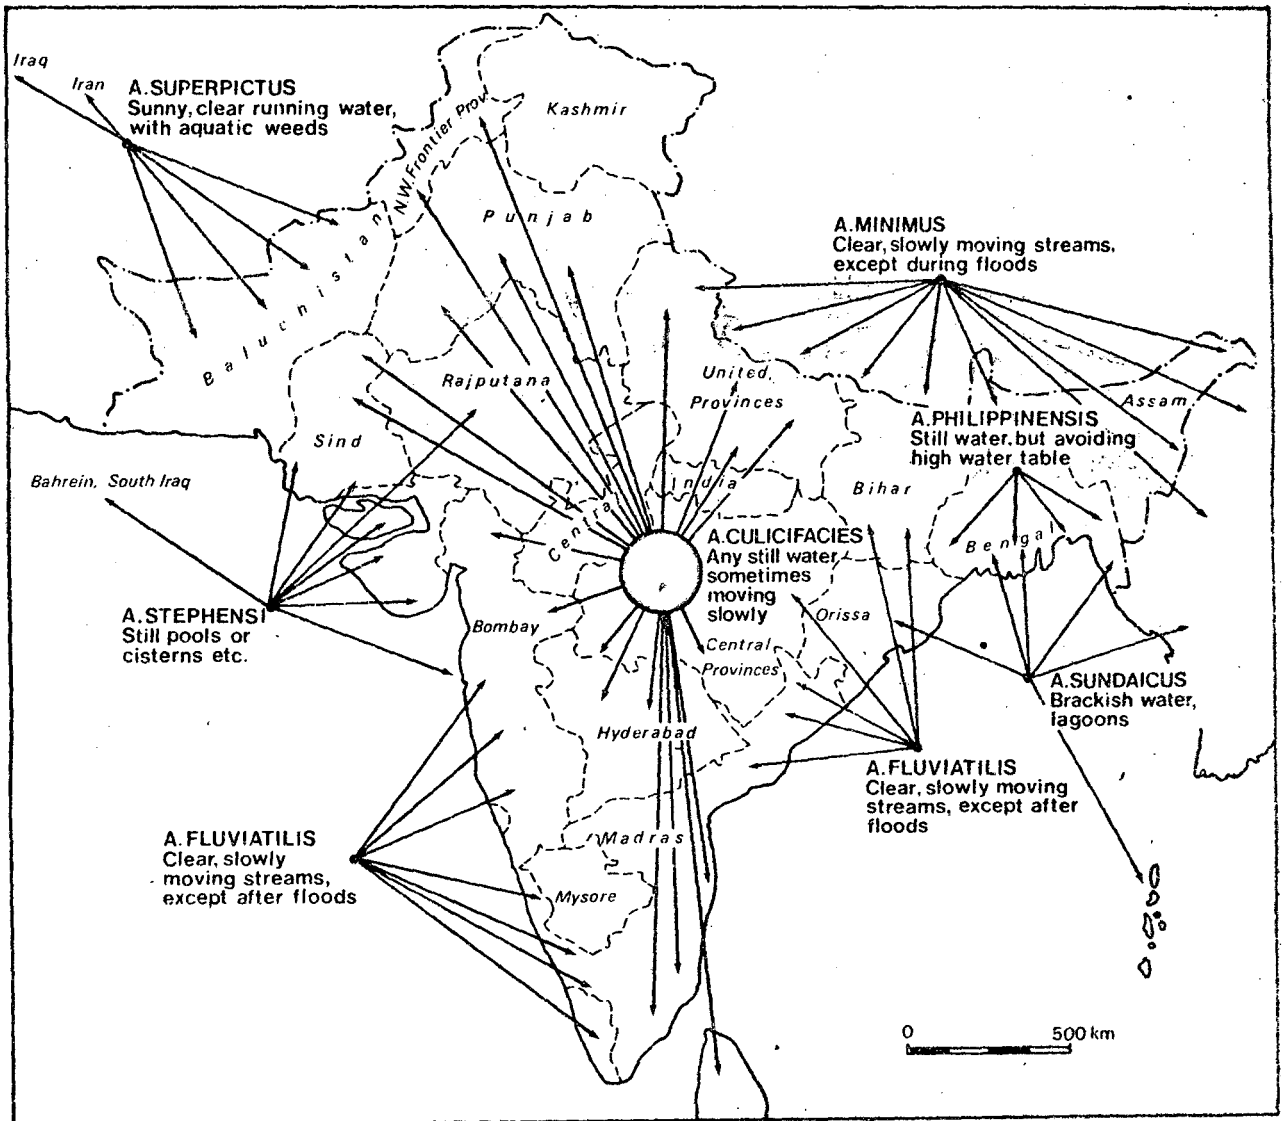 Iraq
Iran
A.SUPERPICTUS
Sunny, clear running water,
with aquatic weeds
Kashmir
N.W. Frontier Prov.
Punjab
Baluchistan
A.MINIMUS
Clear, slowly moving streams,
except during floods
Rajputana
United
Provinces
Assam
A.PHILIPPINENSIS
Still water. but avoiding
high water table
Sind
Bahrein, South Iraq
Central
India
Bihar
Bengal
A.CULICIFACIES
Any still water
sometimes
moving
slowly
A.STEPHENSI
Still pools or
cisterns etc.
Bombay
Orissa
Central
Provinces
A.SUNDAICUS
Brackish water,
lagoons
Hyderabad
A.FLUVIATILIS
Clear, slowly moving
streams, except after
floods
Madras
A.FLUVIATILIS
Clear, slowly
moving streams,
except after floods
Mysore
0 500 km